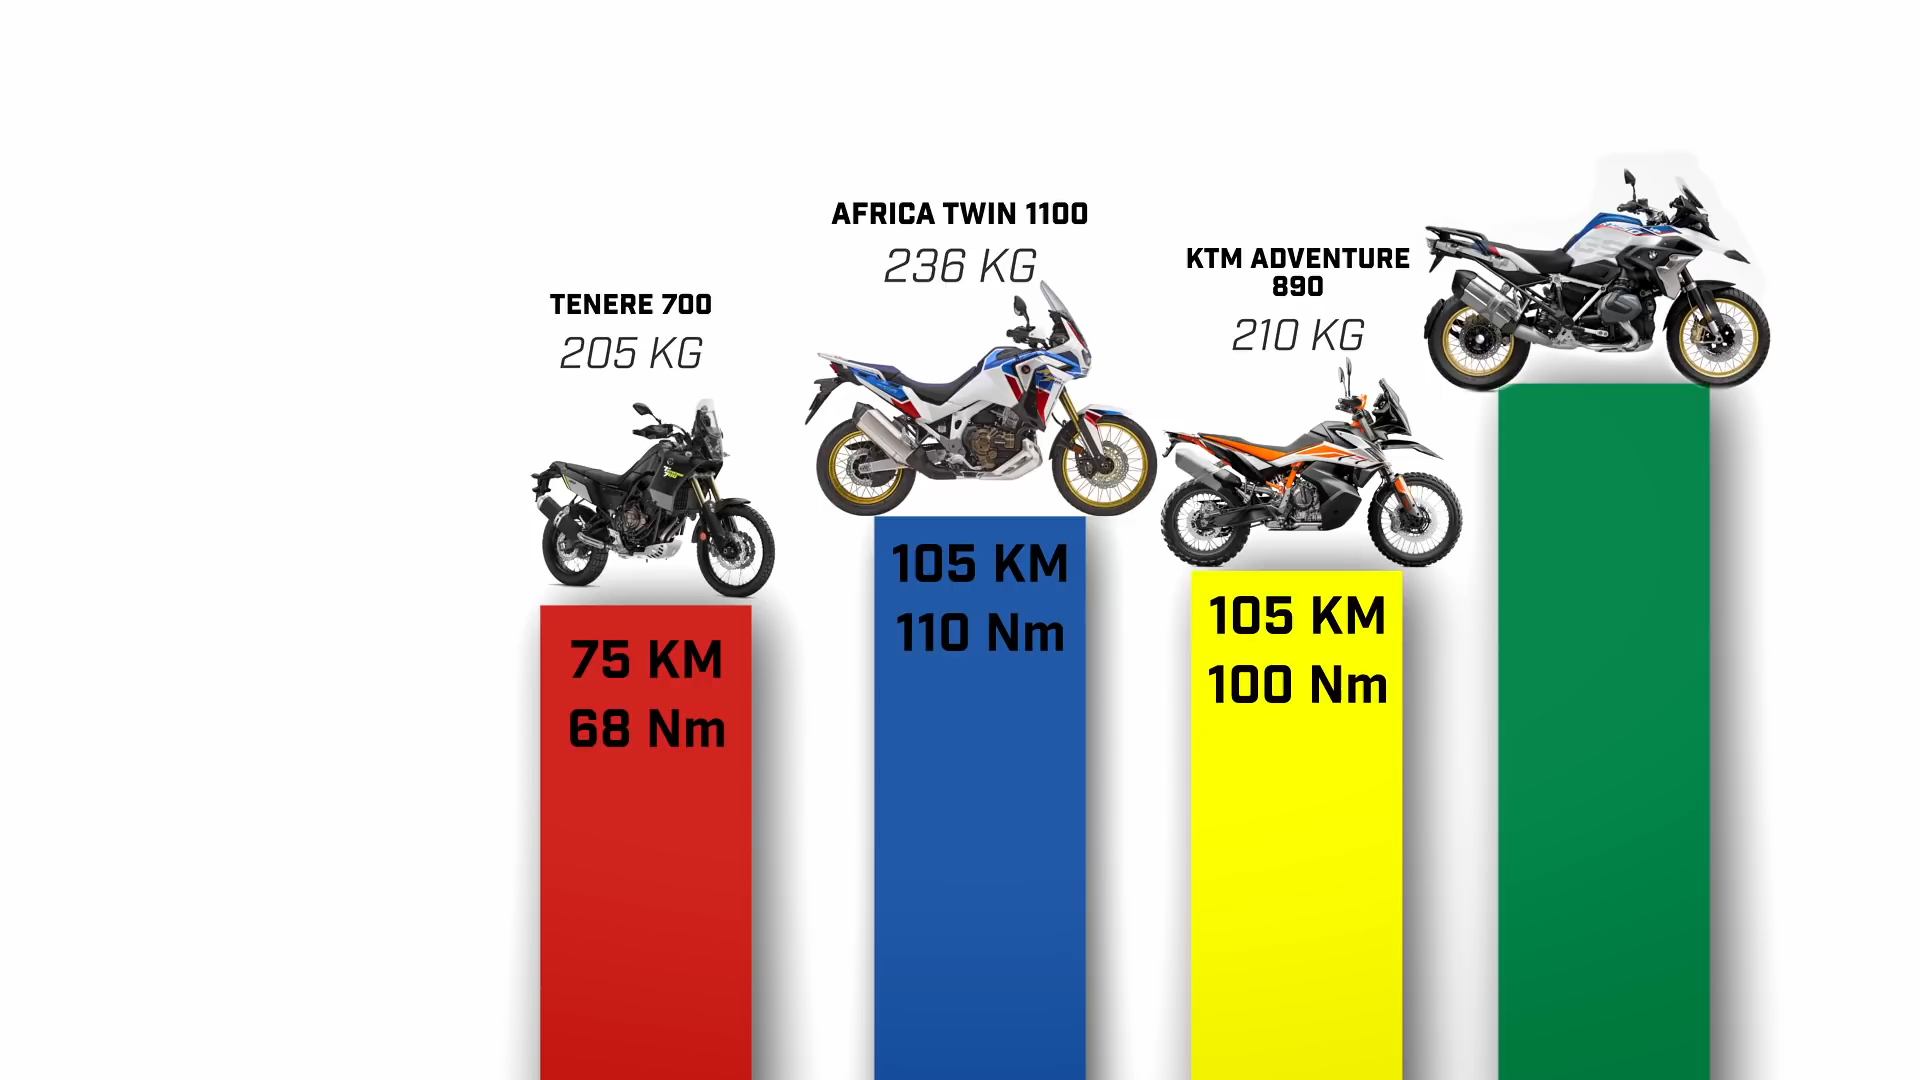 TENERE 700
205 KG
75 KM
68 Nm
AFRICA TWIN 1100
236 KG
105 KM
110 Nm
KTM ADVENTURE
890
210 KG
105 KM
100 Nm
GS